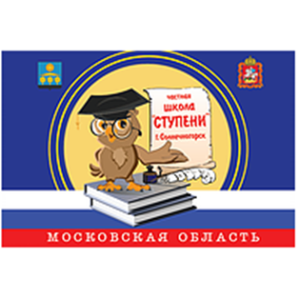 частная
школа
"СТУПЕНИ"
г. Солнечногорск
МОСКОВСКАЯ ОБЛАСТЬ